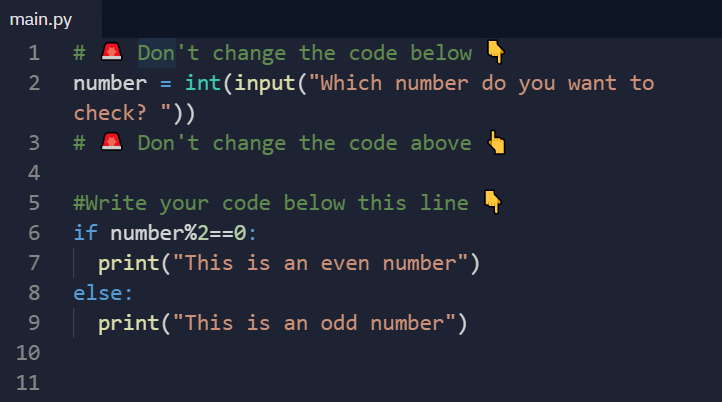 main.py
1 # 🚨 Don't change the code below 👇
2 number = int(input("Which number do you want to
check? "))
3 # 🚨 Don't change the code above 👆
4
5 #Write your code below this line 👇
6 if number%2==0:
7   print("This is an even number")
8 else:
9   print("This is an odd number")
10
11